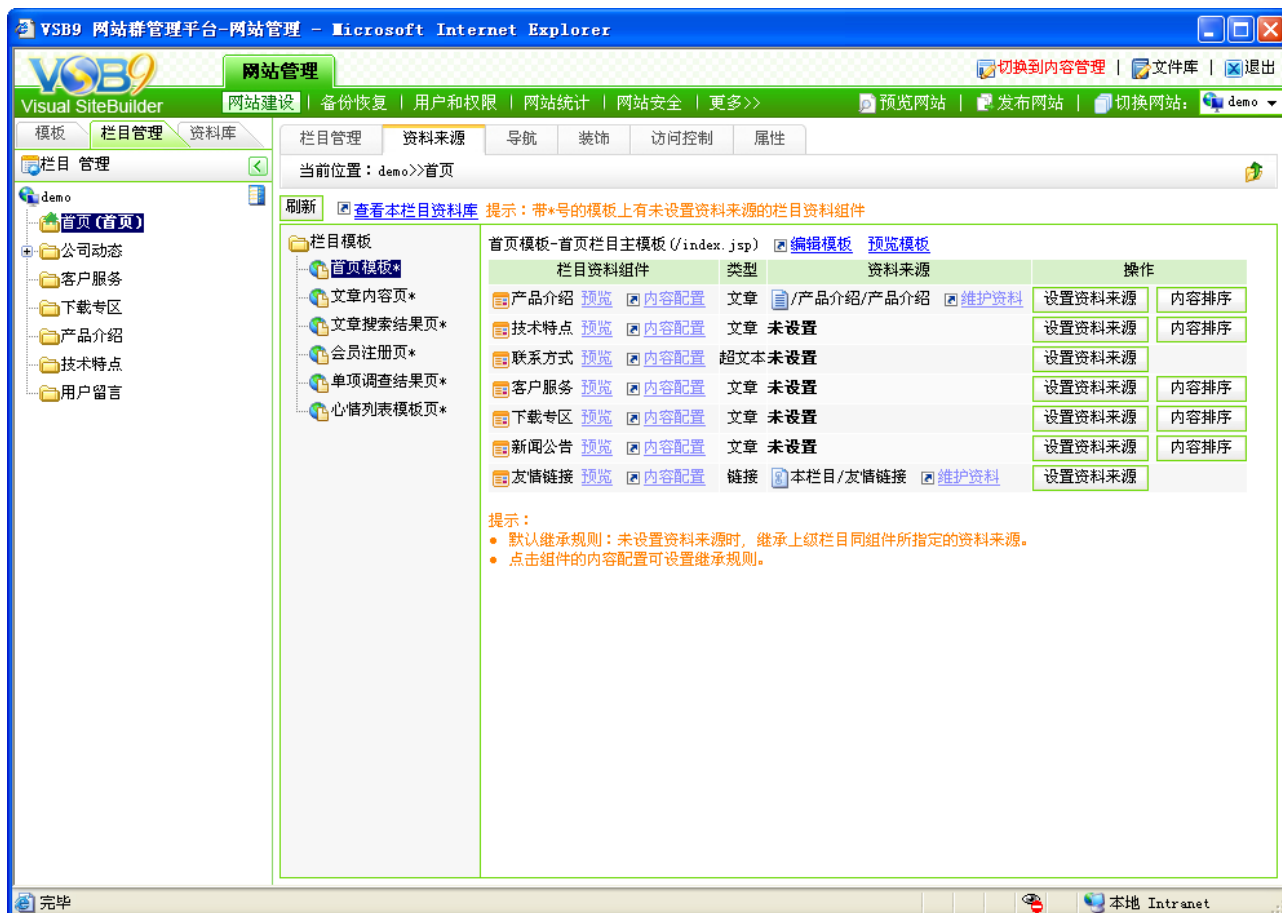 VSB9 网站群管理平台-网站管理 - Microsoft Internet Explorer
VSB9
Visual SiteBuilder
网站管理
切换到内容管理 | 文件库 | 退出
网站建设 | 备份恢复 | 用户和权限 | 网站统计 | 网站安全 | 更多>>
预览网站 | 发布网站 | 切换网站: demo
模板 栏目管理 资料库
栏目管理 资料来源 导航 装饰 访问控制 属性
栏目 管理
当前位置：demo>>首页
demo
首页(首页)
公司动态
客户服务
下载专区
产品介绍
技术特点
用户留言
刷新 查看本栏目资料库 提示：带*号的模板上有未设置资料来源的栏目资料组件
栏目模板
首页模板*
文章内容页*
文章搜索结果页*
会员注册页*
单项调查结果页*
心情列表模板页*
首页模板-首页栏目主模板(/index.jsp) 编辑模板 预览模板
栏目资料组件 类型 资料来源 操作
产品介绍 预览 内容配置 文章 /产品介绍/产品介绍 维护资料 设置资料来源 内容排序
技术特点 预览 内容配置 文章 未设置 设置资料来源 内容排序
联系方式 预览 内容配置 超文本 未设置 设置资料来源
客户服务 预览 内容配置 文章 未设置 设置资料来源 内容排序
下载专区 预览 内容配置 文章 未设置 设置资料来源 内容排序
新闻公告 预览 内容配置 文章 未设置 设置资料来源 内容排序
友情链接 预览 内容配置 链接 本栏目/友情链接 维护资料 设置资料来源
提示：
● 默认继承规则：未设置资料来源时，继承上级栏目同组件所指定的资料来源。
● 点击组件的内容配置可设置继承规则。
完毕
本地 Intranet